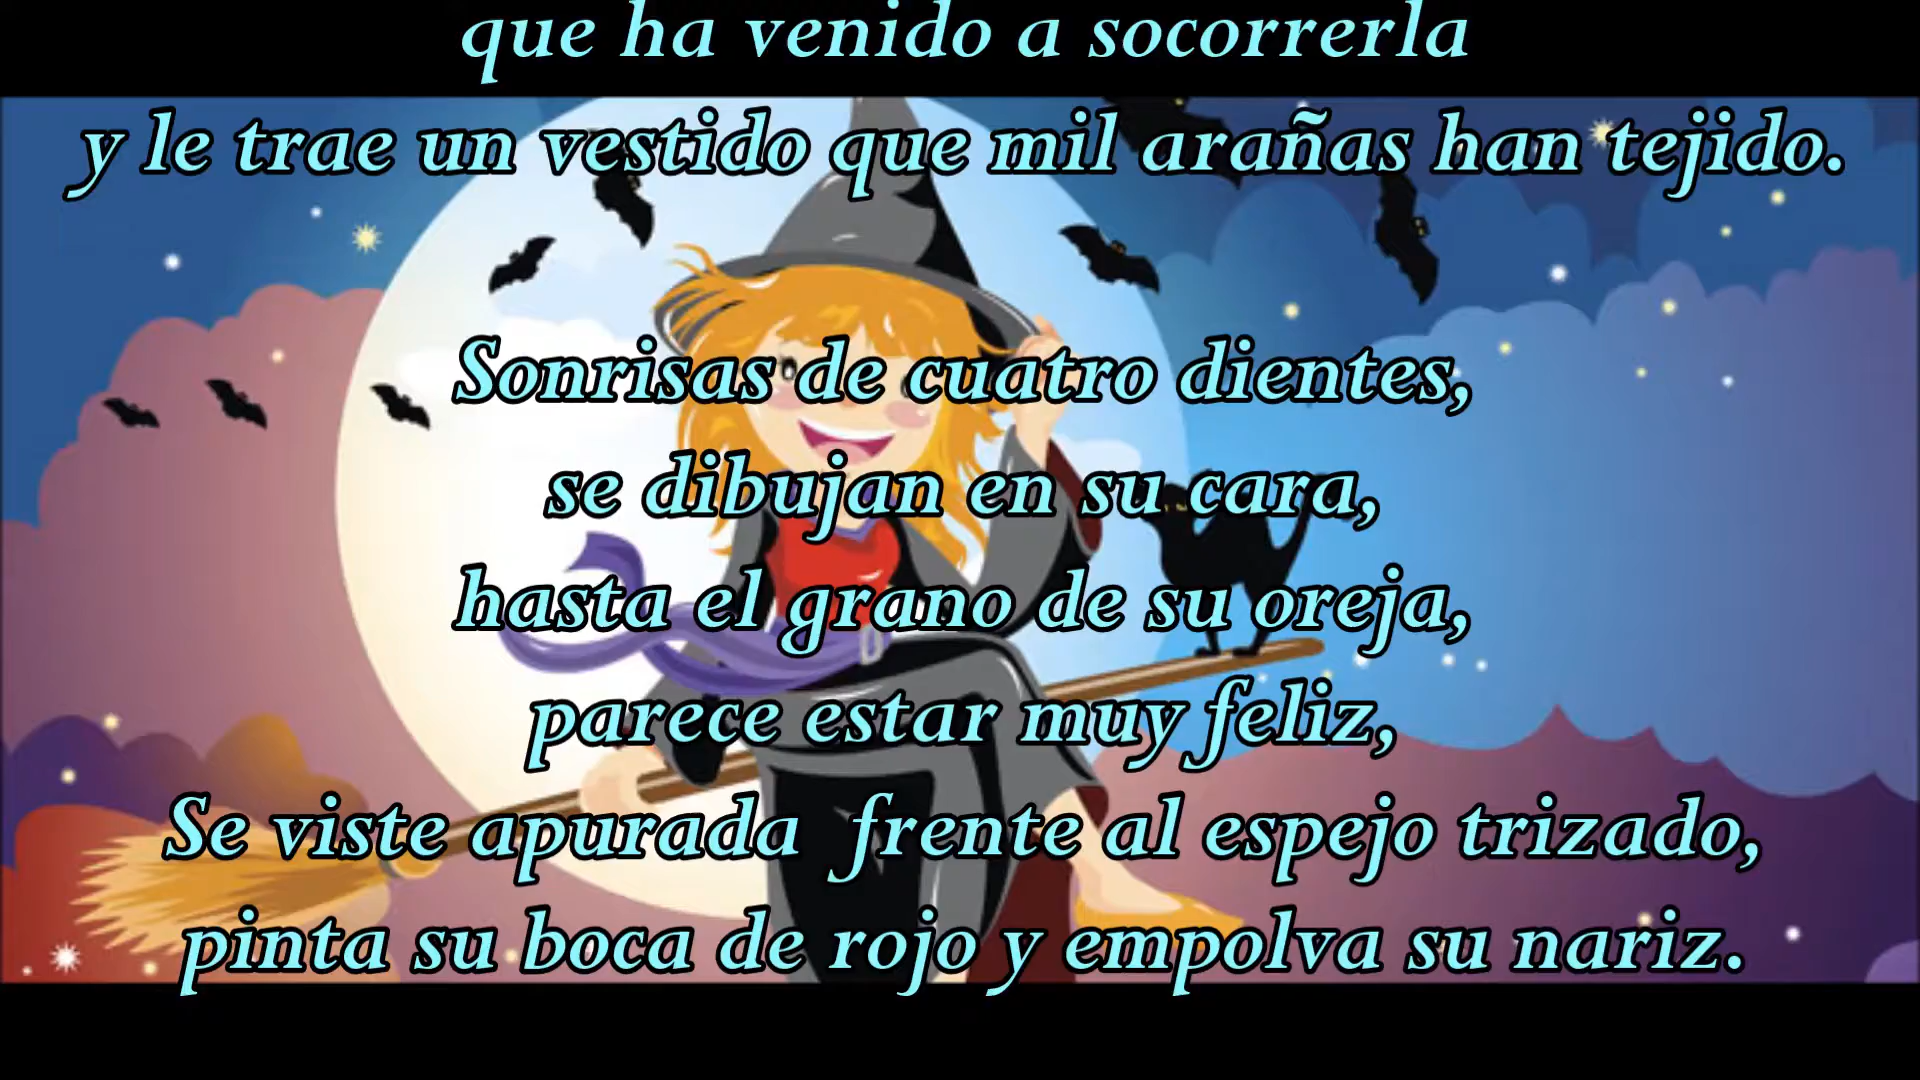 que ha venido a socorrerla
y le trae un vestido que mil arañas han tejido.
Sonrisas de cuatro dientes,
se dibujan en su cara,
hasta el grano de su oreja,
parece estar muy feliz,
Se viste apurada  frente al espejo trizado,
pinta su boca de rojo y empolva su nariz.